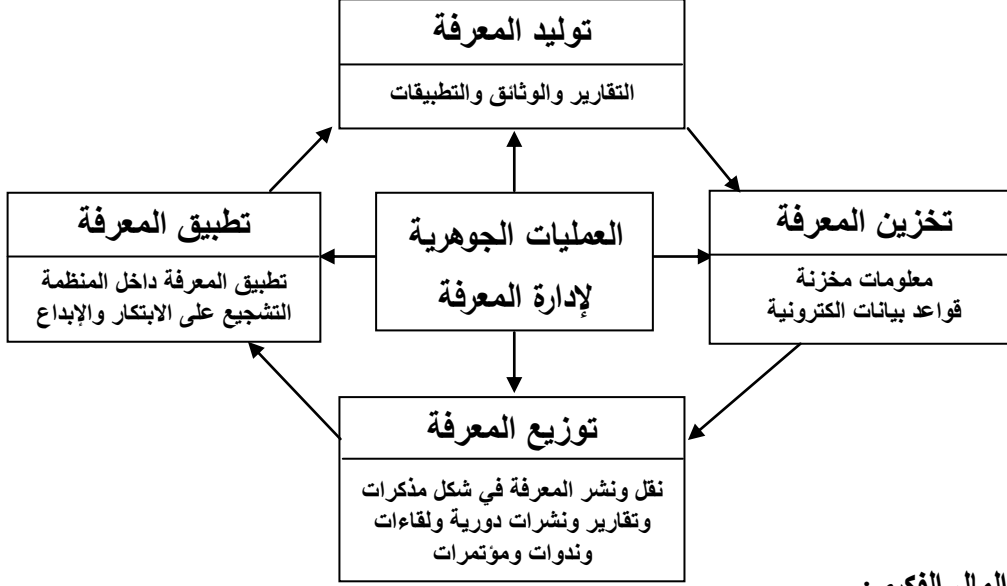 توليد المعرفة
التقارير والوثائق والتطبيقات
تخزين المعرفة
معلومات مخزنة
قواعد بيانات الكترونية
العمليات الجوهرية
لإدارة المعرفة
تطبيق المعرفة
تطبيق المعرفة داخل المنظمة
التشجيع على الابتكار والإبداع
توزيع المعرفة
نقل ونشر المعرفة في شكل مذكرات
وتقارير ونشرات دورية ولقاءات
وندوات ومؤتمرات
المال الفكري: